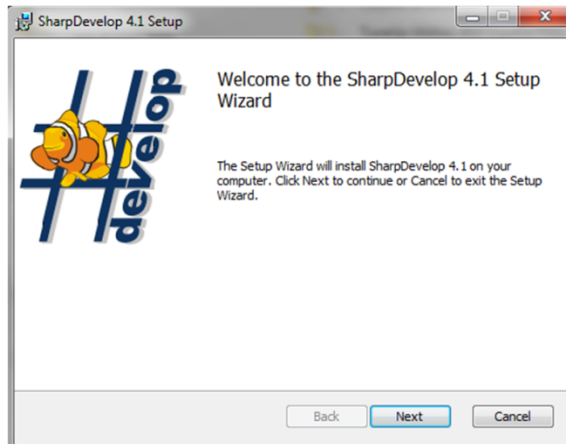 SharpDevelop 4.1 Setup
develop
Welcome to the SharpDevelop 4.1 Setup
Wizard
The Setup Wizard will install SharpDevelop 4.1 on your
computer. Click Next to continue or Cancel to exit the Setup
Wizard.
Back
Next
Cancel